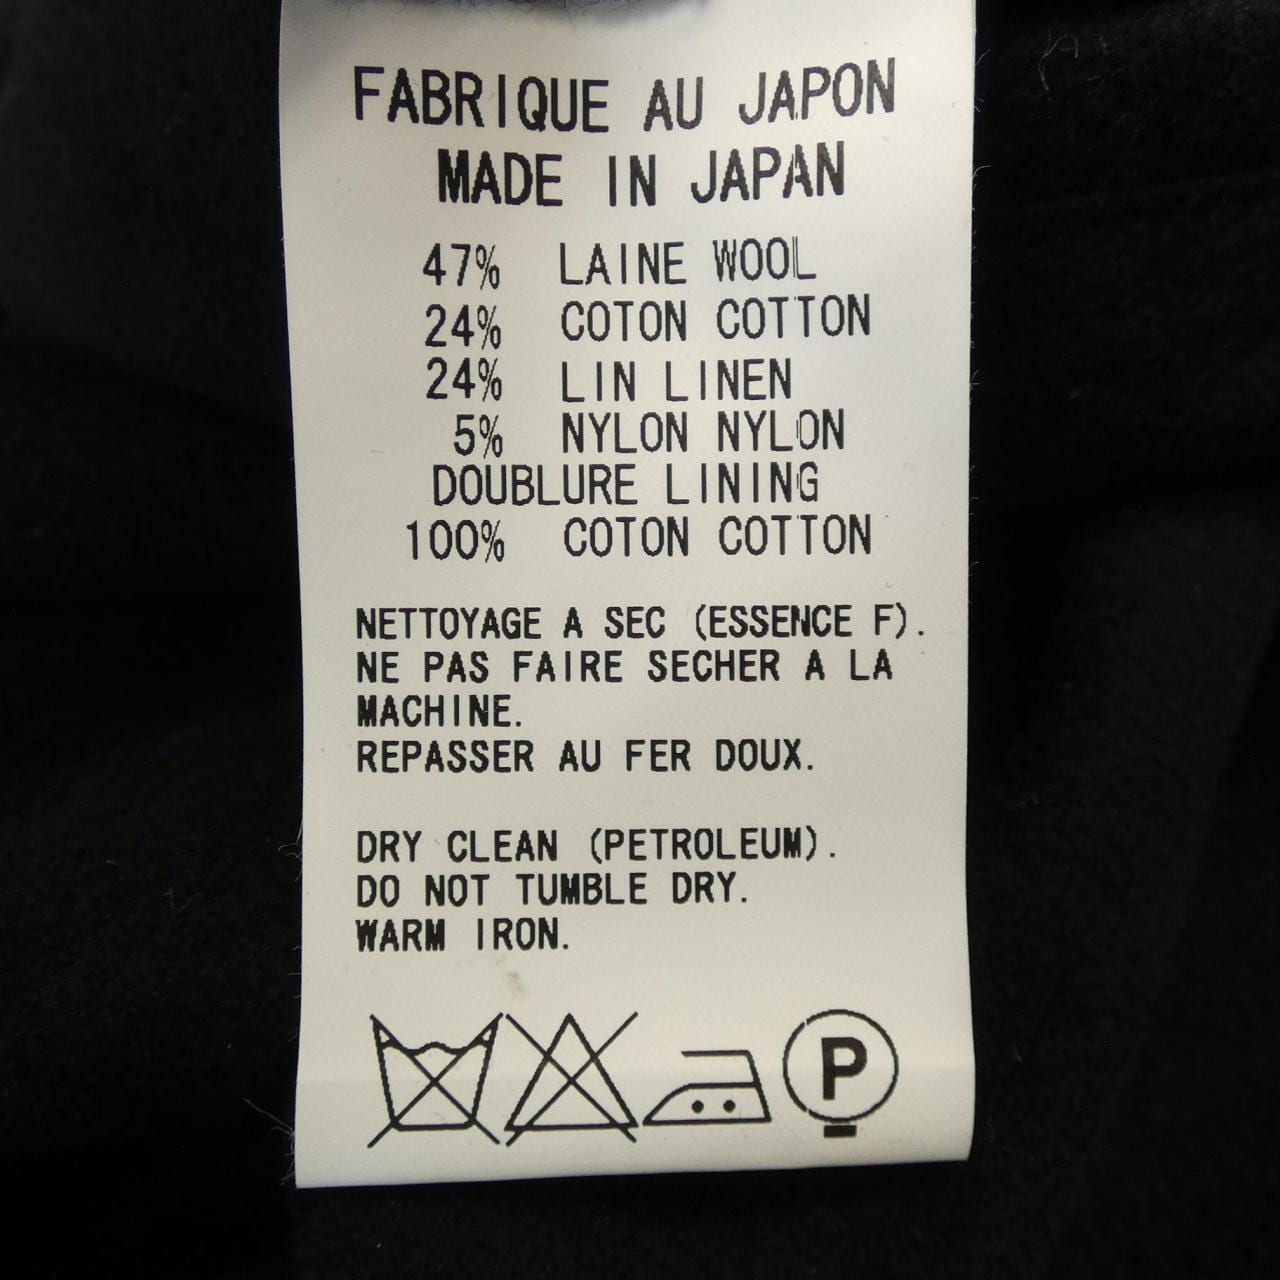 FABRIQUE AU JAPON
MADE IN JAPAN
47% LAINE WOOL
24% COTON COTTON
24% LIN LINEN
5% NYLON NYLON
DOUBLURE LINING
100% COTON COTTON
NETTOYAGE A SEC (ESSENCE F).
NE PAS FAIRE SECHER A LA
MACHINE.
REPASSER AU FER DOUX.
DRY CLEAN (PETROLEUM).
DO NOT TUMBLE DRY.
WARM IRON.
P